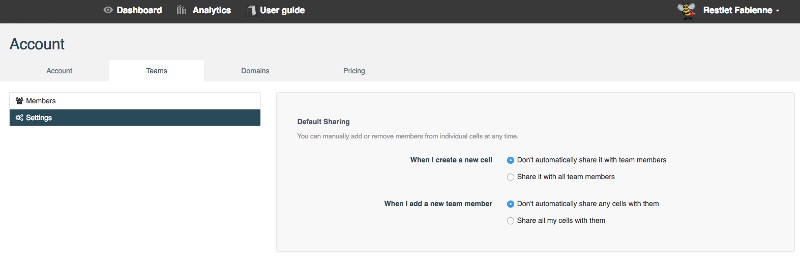 Dashboard Analytics User guide Restlet Fabienne
Account
Account Teams Domains Pricing
Members
Settings
Default Sharing
You can manually add or remove members from individual cells at any time.
When I create a new cell Don't automatically share it with team members
Share it with all team members
When I add a new team member Don't automatically share any cells with them
Share all my cells with them